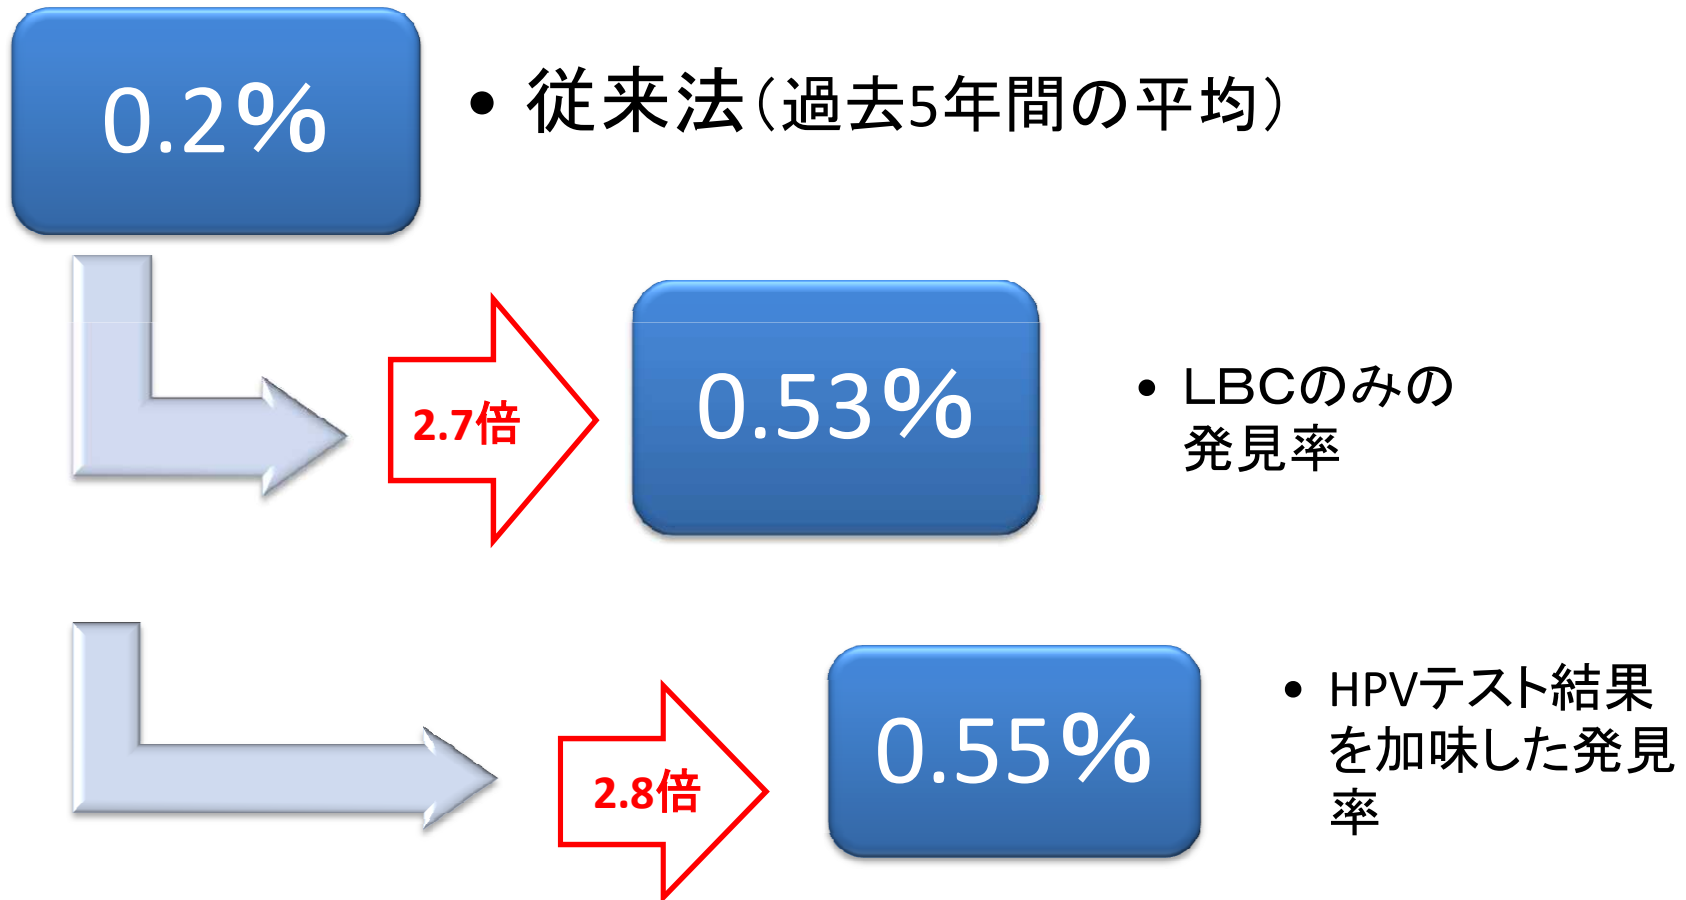 0.2%
• 従来法（過去5年間の平均）
2.7倍
0.53%
• ＬＢＣのみの
発見率
2.8倍
0.55%
• HPVテスト結果
を加味した発見
率